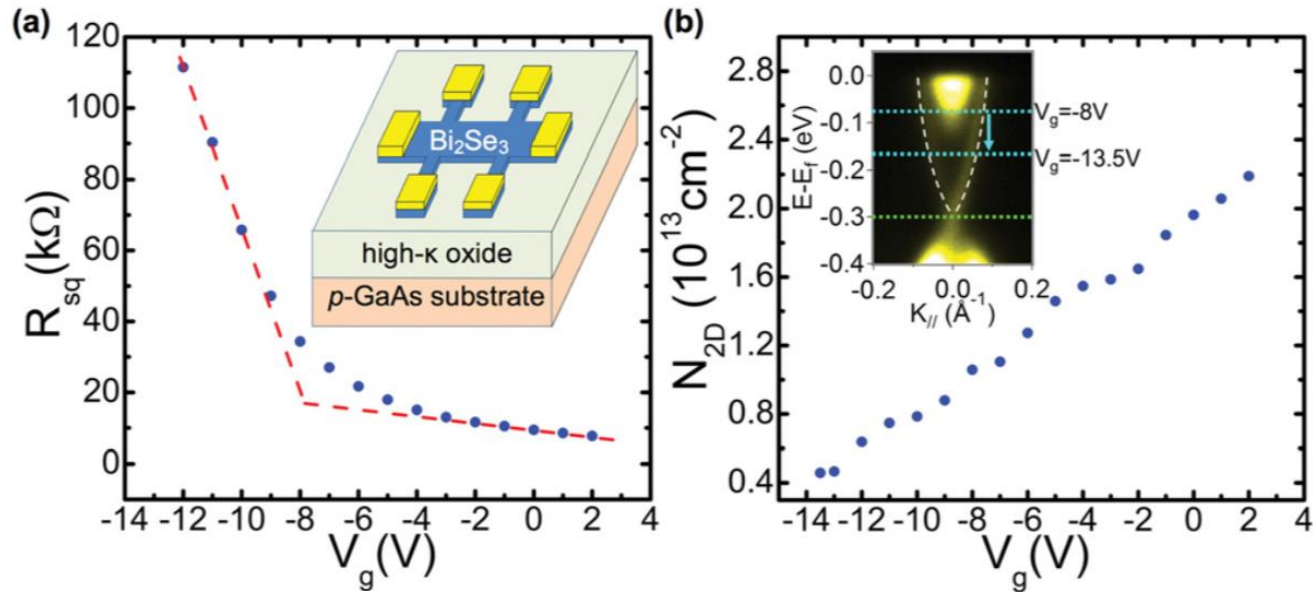 (a)
120
100
80
60
40
20
0
R_sq (kΩ)
Bi₂Se₃
high-κ oxide
p-GaAs substrate
-14 -12 -10 -8 -6 -4 -2 0 2 4
V_g(V)
(b)
2.8
2.4
2.0
1.6
1.2
0.8
0.4
N_2D (10¹³cm⁻²)
0.0
-0.1
-0.2
-0.3
-0.4
E-E_f (eV)
V_g=-8V
V_g=-13.5V
-0.2 0.0 0.2
K_// (Å⁻¹)
-14 -12 -10 -8 -6 -4 -2 0 2 4
V_g(V)